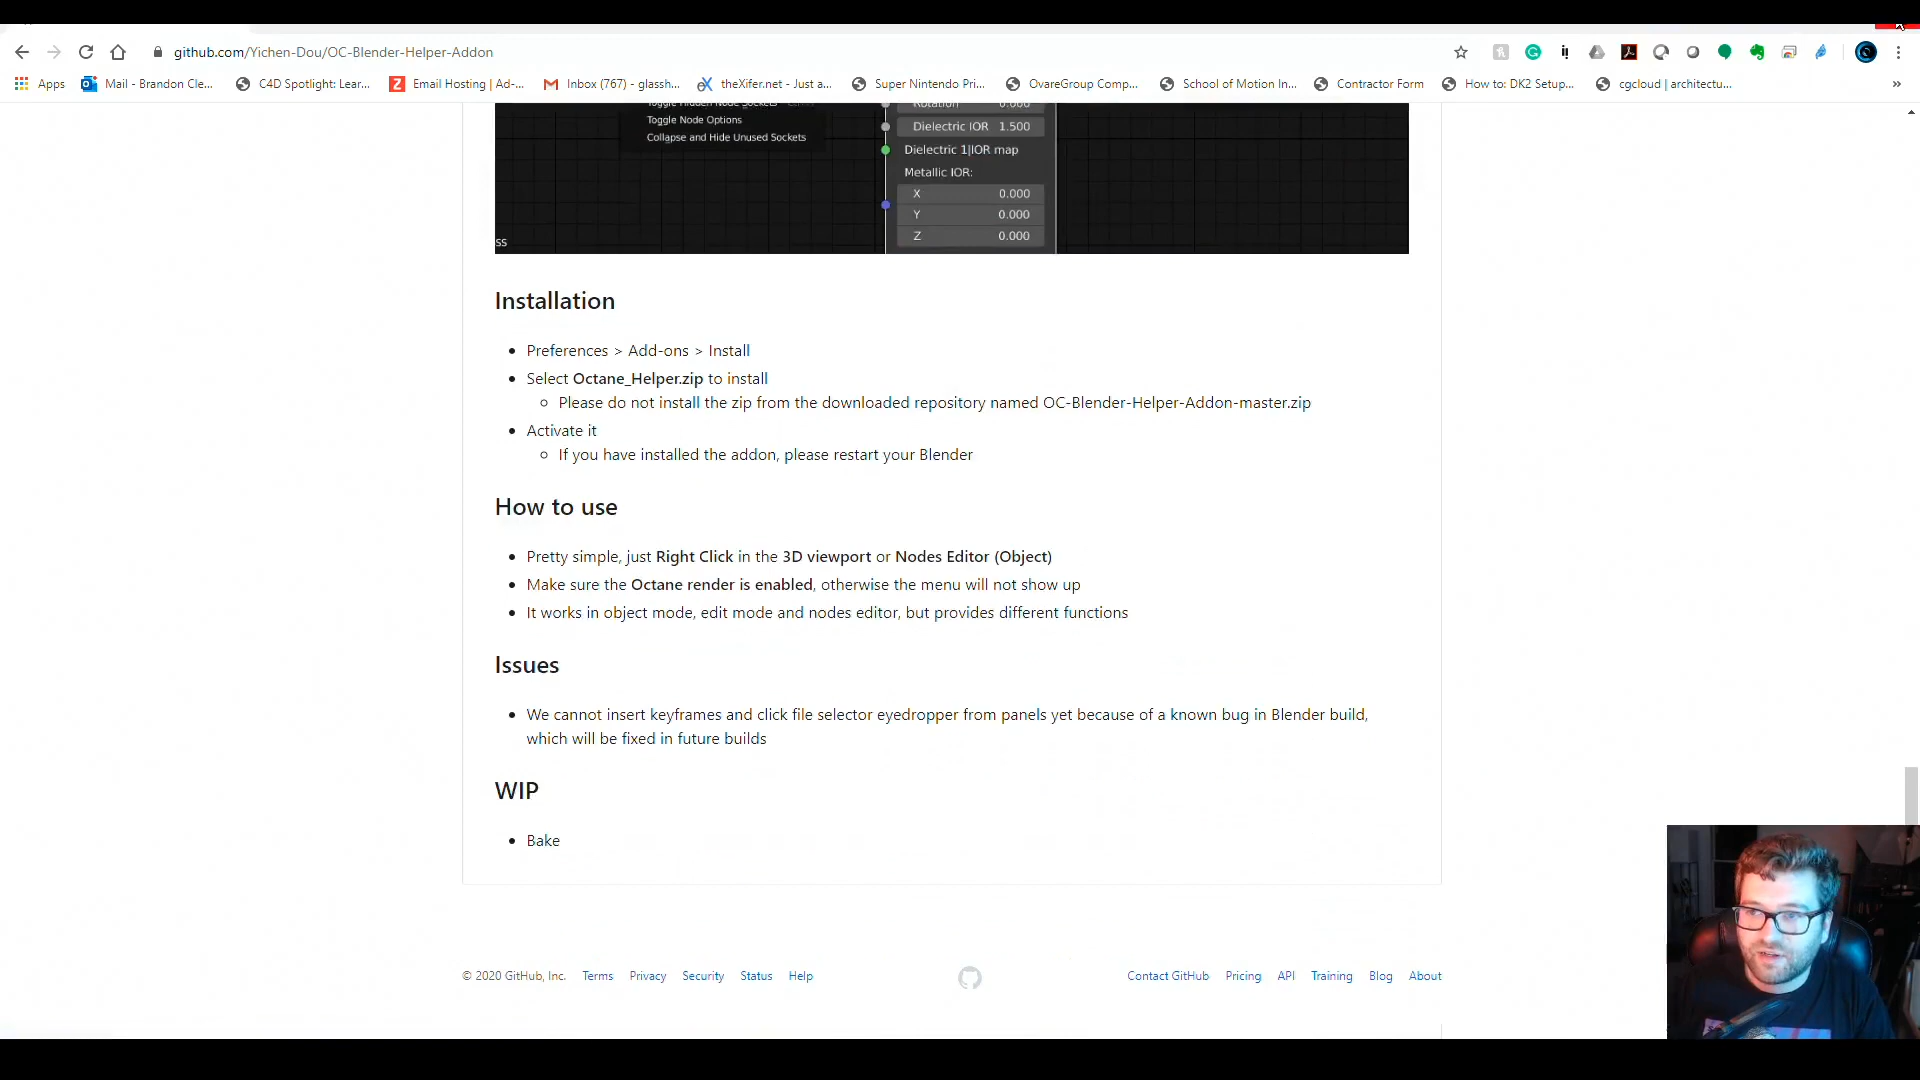 github.com/Yichen-Dou/OC-Blender-Helper-Addon
Apps Mail - Brandon Cle... C4D Spotlight: Lear... Email Hosting | Ad-... Inbox (767) - glassh... theXifer.net - Just a... Super Nintendo Pri... OvareGroup Comp... School of Motion In... Contractor Form How to: DK2 Setup... cgcloud | architectu... »
Toggle Hidden Node Sockets
Rotation 0.000
Toggle Node Options
Dielectric IOR 1.500
Collapse and Hide Unused Sockets
Dielectric 1|IOR map
Metallic IOR:
X 0.000
Y 0.000
Z 0.000
ss
Installation
Preferences > Add-ons > Install
Select Octane_Helper.zip to install
Please do not install the zip from the downloaded repository named OC-Blender-Helper-Addon-master.zip
Activate it
If you have installed the addon, please restart your Blender
How to use
Pretty simple, just Right Click in the 3D viewport or Nodes Editor (Object)
Make sure the Octane render is enabled, otherwise the menu will not show up
It works in object mode, edit mode and nodes editor, but provides different functions
Issues
We cannot insert keyframes and click file selector eyedropper from panels yet because of a known bug in Blender build,
which will be fixed in future builds
WIP
Bake
© 2020 GitHub, Inc. Terms Privacy Security Status Help Contact GitHub Pricing API Training Blog About